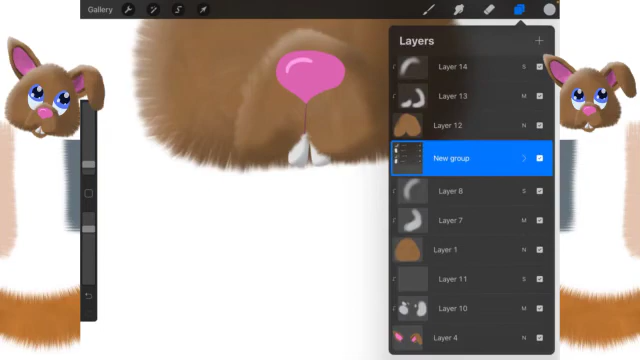 Gallery
Layers
Layer 14 S
Layer 13 M
Layer 12 N
New group
Layer 8 S
Layer 7 M
Layer 1 N
Layer 11 S
Layer 10 M
Layer 4 N